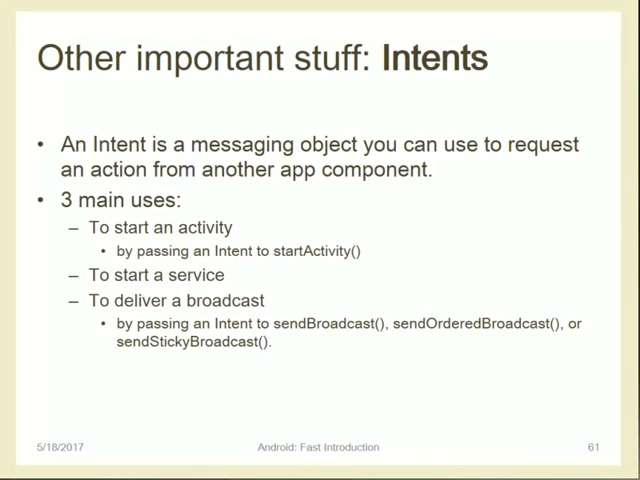 Other important stuff: Intents
• An Intent is a messaging object you can use to request
an action from another app component.
• 3 main uses:
– To start an activity
• by passing an Intent to startActivity()
– To start a service
– To deliver a broadcast
• by passing an Intent to sendBroadcast(), sendOrderedBroadcast(), or
sendStickyBroadcast().
5/18/2017
Android: Fast Introduction
61